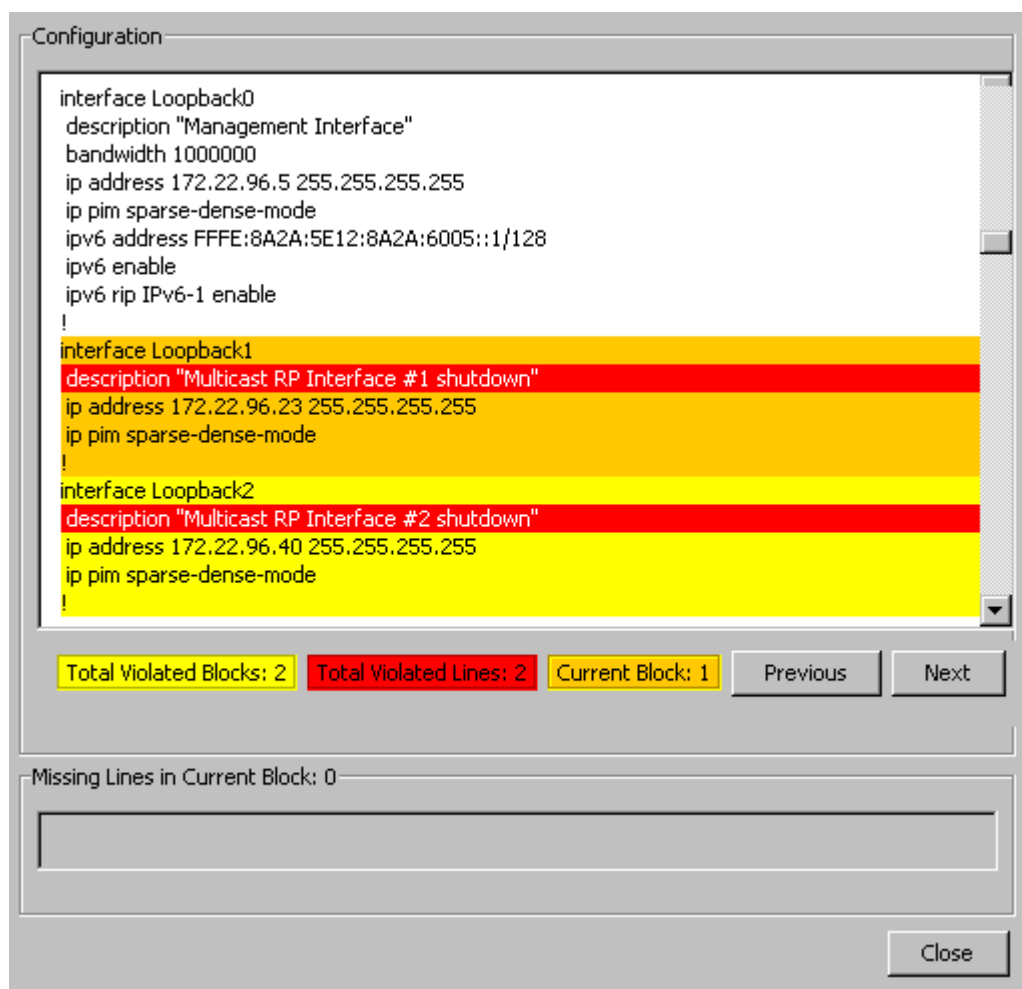 Configuration
interface Loopback0
description "Management Interface"
bandwidth 1000000
ip address 172.22.96.5 255.255.255.255
ip pim sparse-dense-mode
ipv6 address FFFE:8A2A:5E12:8A2A:6005::1/128
ipv6 enable
ipv6 rip IPv6-1 enable
!
interface Loopback1
description "Multicast RP Interface #1 shutdown"
ip address 172.22.96.23 255.255.255.255
ip pim sparse-dense-mode
!
interface Loopback2
description "Multicast RP Interface #2 shutdown"
ip address 172.22.96.40 255.255.255.255
ip pim sparse-dense-mode
!
Total Violated Blocks: 2 Total Violated Lines: 2 Current Block: 1 Previous Next
Missing Lines in Current Block: 0
Close